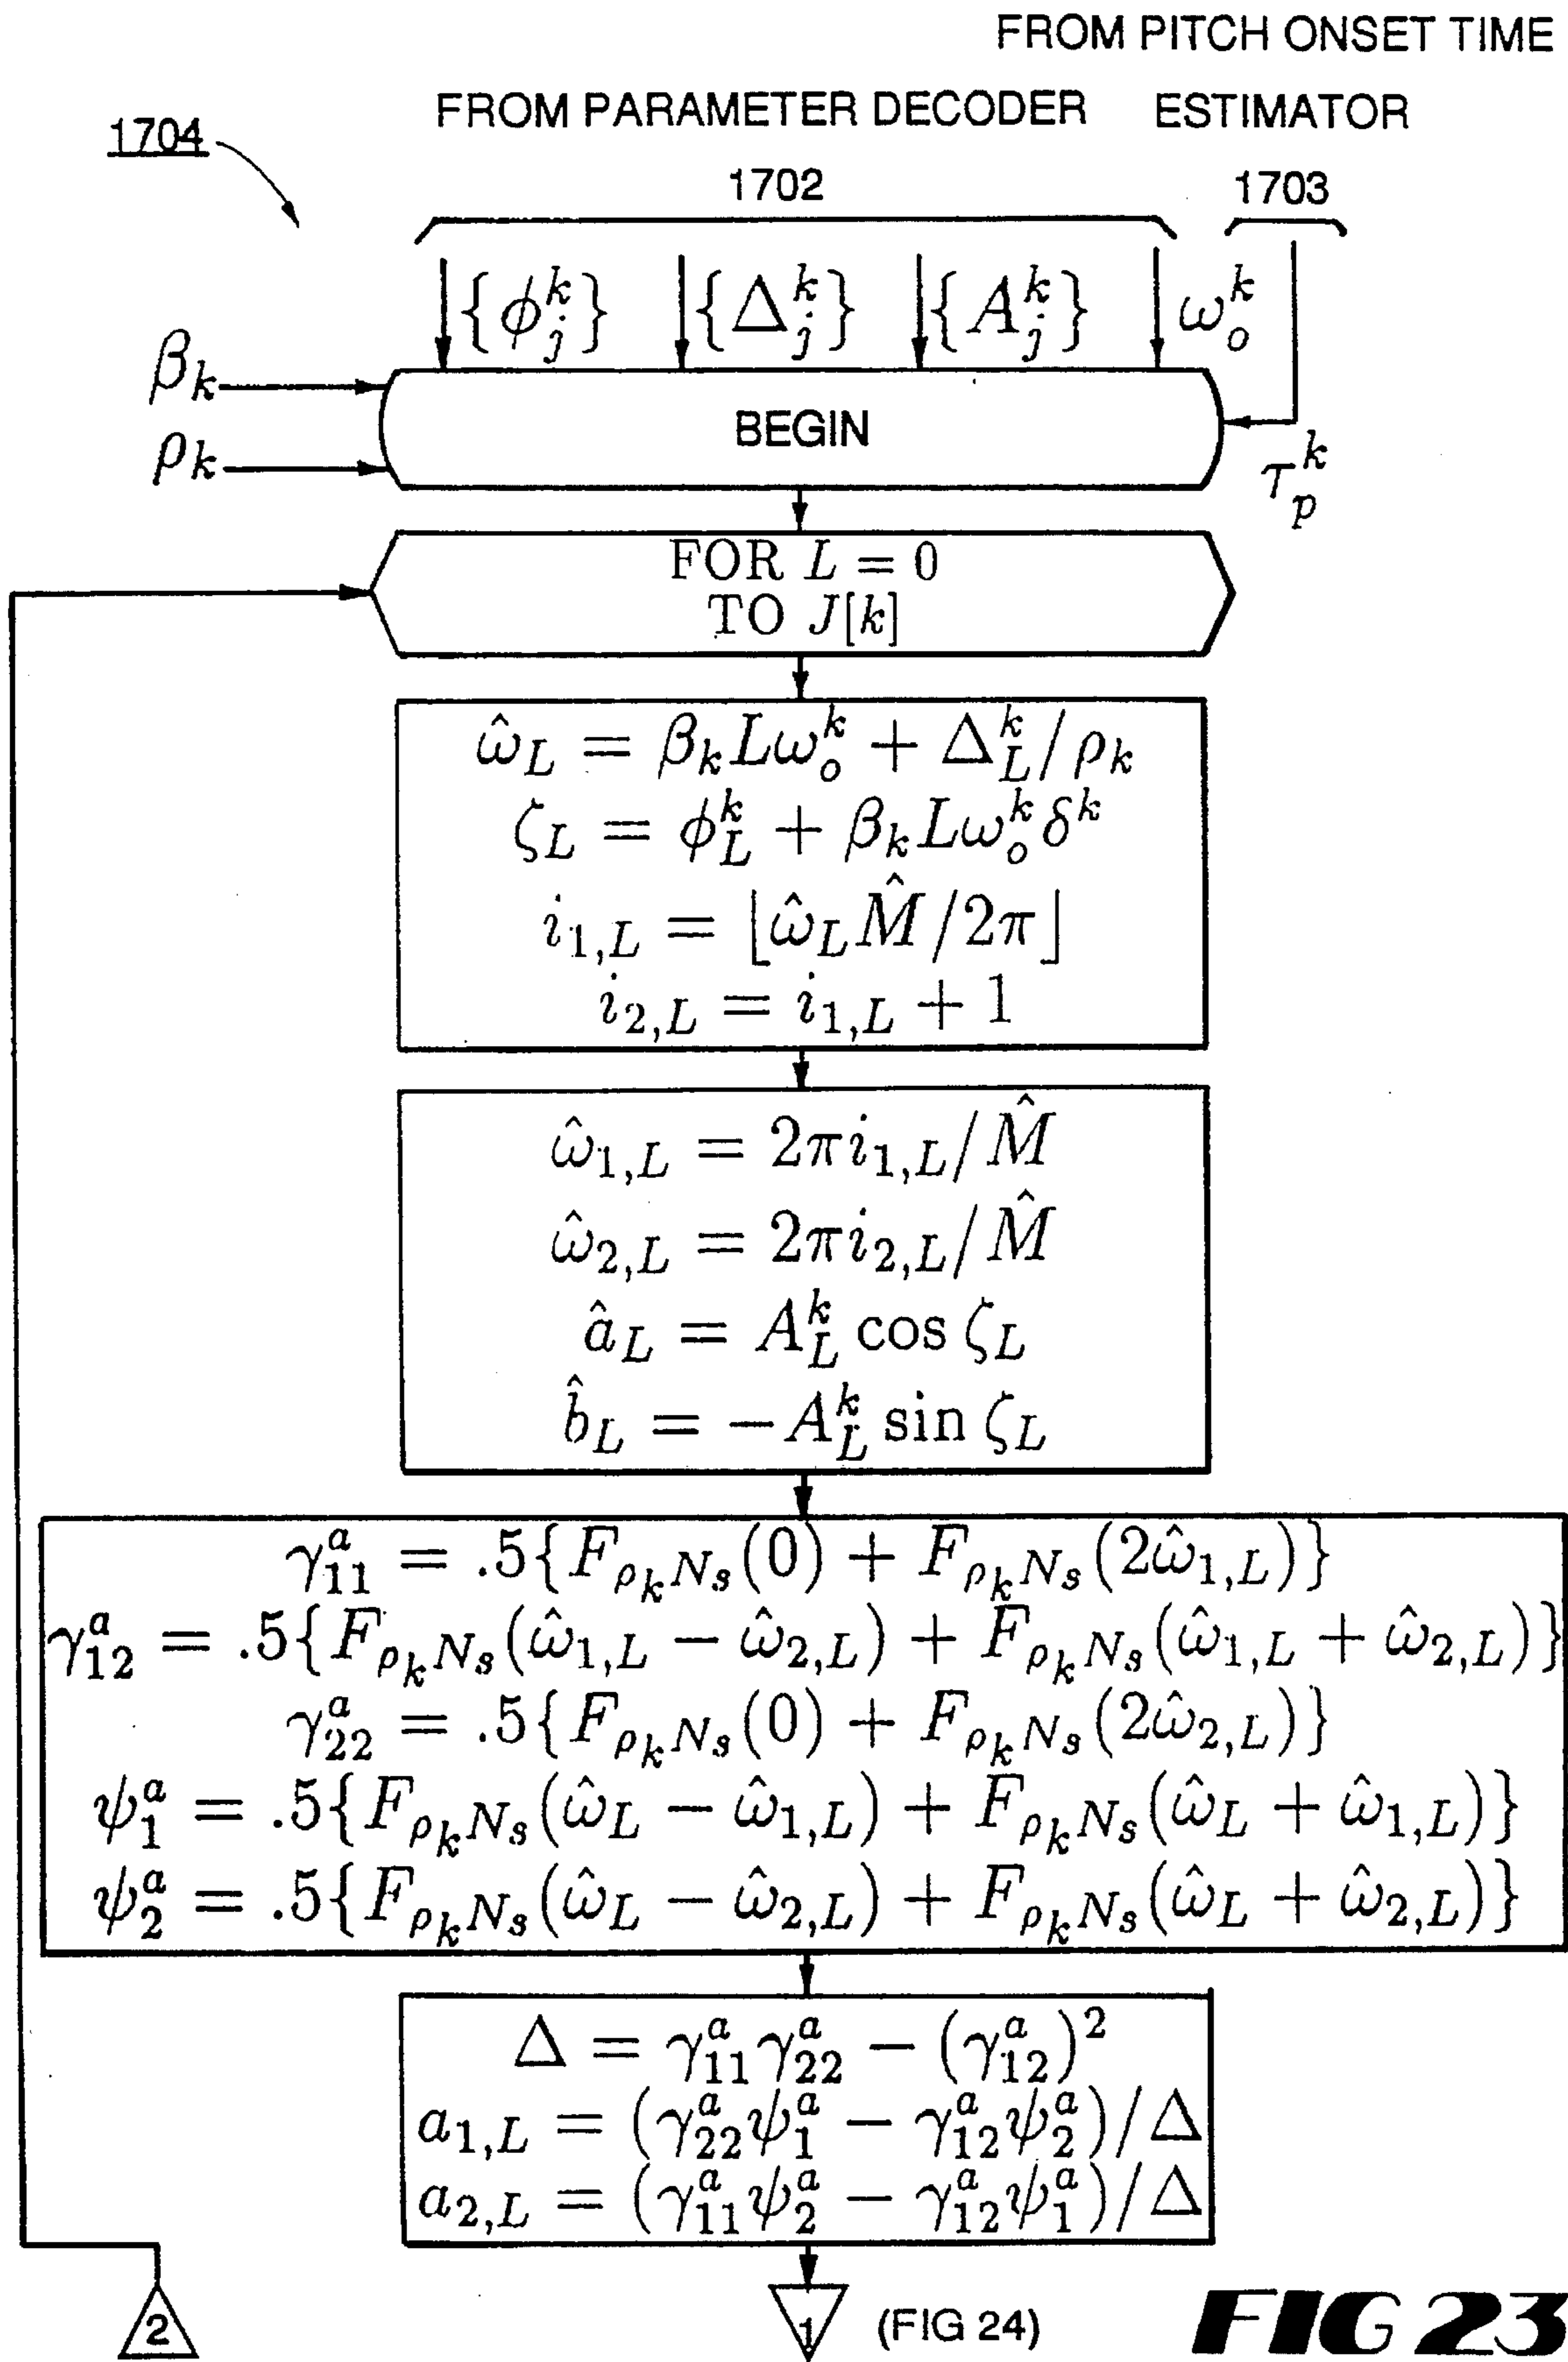 FROM PITCH ONSET TIME
FROM PARAMETER DECODER ESTIMATOR
1704
1702 1703
{ϕ_j^k} {Δ_j^k} {A_j^k} ω_o^k
β_k
BEGIN
ρ_k
τ_p^k
FOR L = 0
TO J[k]
ω̂_L = β_k L ω_o^k + Δ_L^k / ρ_k
ζ_L = ϕ_L^k + β_k L ω_o^k δ^k
i_{1,L} = ⌊ω̂_L M̂ / 2π⌋
i_{2,L} = i_{1,L} + 1
ω̂_{1,L} = 2π i_{1,L} / M̂
ω̂_{2,L} = 2π i_{2,L} / M̂
â_L = A_L^k cos ζ_L
b̂_L = −A_L^k sin ζ_L
γ_{11}^a = .5{F_{ρ_k N_s}(0) + F_{ρ_k N_s}(2ω̂_{1,L})}
γ_{12}^a = .5{F_{ρ_k N_s}(ω̂_{1,L} − ω̂_{2,L}) + F_{ρ_k N_s}(ω̂_{1,L} + ω̂_{2,L})}
γ_{22}^a = .5{F_{ρ_k N_s}(0) + F_{ρ_k N_s}(2ω̂_{2,L})}
ψ_1^a = .5{F_{ρ_k N_s}(ω̂_L − ω̂_{1,L}) + F_{ρ_k N_s}(ω̂_L + ω̂_{1,L})}
ψ_2^a = .5{F_{ρ_k N_s}(ω̂_L − ω̂_{2,L}) + F_{ρ_k N_s}(ω̂_L + ω̂_{2,L})}
Δ = γ_{11}^a γ_{22}^a − (γ_{12}^a)^2
a_{1,L} = (γ_{22}^a ψ_1^a − γ_{12}^a ψ_2^a)/Δ
a_{2,L} = (γ_{11}^a ψ_2^a − γ_{12}^a ψ_1^a)/Δ
2 1 (FIG 24) FIG 23